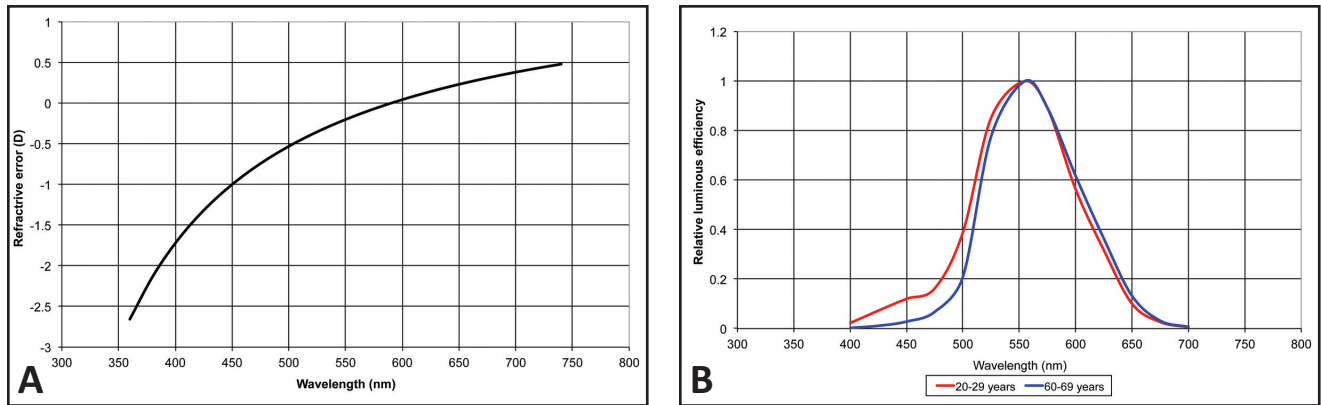 1
0.5
0
-0.5
-1
-1.5
-2
-2.5
-3
Refractrive error (D)
300 350 400 450 500 550 600 650 700 750 800
Wavelength (nm)
A
1.2
1
0.8
0.6
0.4
0.2
0
Relative luminous efficiency
300 350 400 450 500 550 600 650 700 750 800
Wavelength (nm)
20-29 years 60-69 years
B